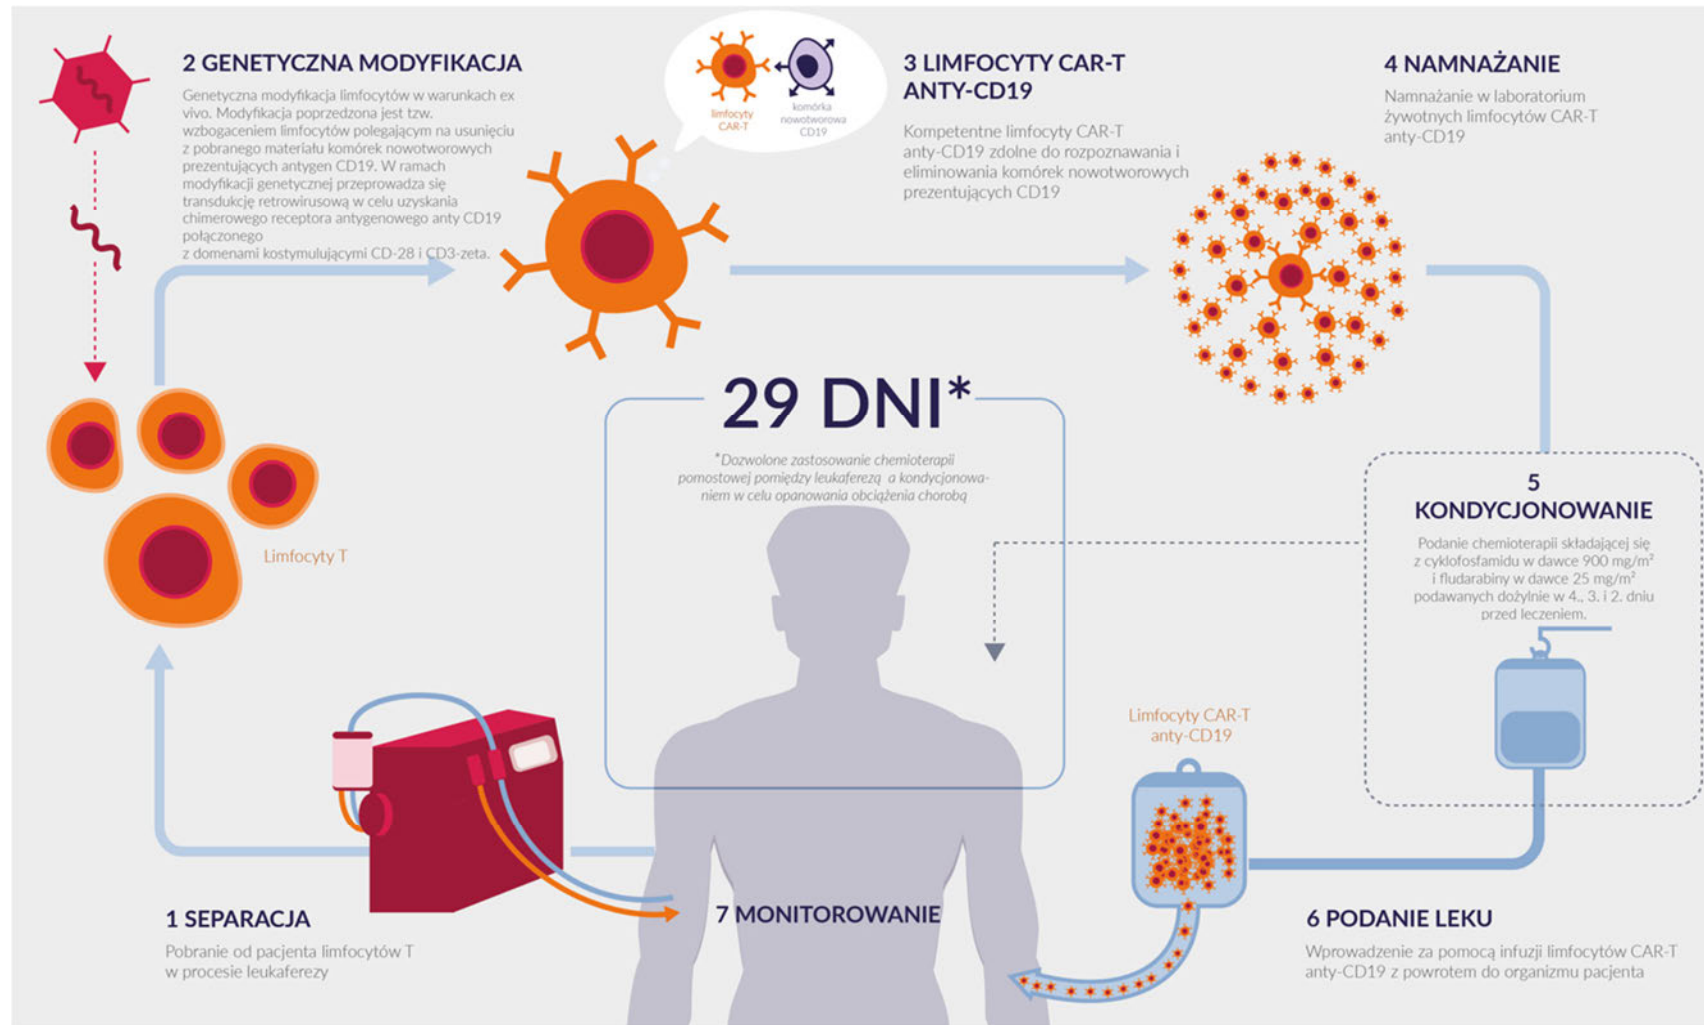 2 GENETYCZNA MODYFIKACJA
Genetyczna modyfikacja limfocytów w warunkach ex
vivo. Modyfikacja poprzedzona jest tzw.
wzbogaceniem limfocytów polegającym na usunięciu
z pobranego materiału komórek nowotworowych
prezentujących antygen CD19. W ramach
modyfikacji genetycznej przeprowadza się
transdukcję retrowirusową w celu uzyskania
chimerowego receptora antygenowego anty CD19
połączonego
z domenami kostymulującymi CD-28 i CD3-zeta.
limfocyty
CAR-T
komórka
nowotworowa
CD19
3 LIMFOCYTY CAR-T
ANTY-CD19
Kompetentne limfocyty CAR-T
anty-CD19 zdolne do rozpoznawania i
eliminowania komórek nowotworowych
prezentujących CD19
4 NAMNAŻANIE
Namnażanie w laboratorium
żywotnych limfocytów CAR-T
anty-CD19
29 DNI*
*Dozwolone zastosowanie chemioterapii
pomostowej pomiędzy leukaferezą a kondycjonowa-
niem w celu opanowania obciążenia chorobą
Limfocyty T
5
KONDYCJONOWANIE
Podanie chemioterapii składającej się
z cyklofosfamidu w dawce 900 mg/m²
i fludarabiny w dawce 25 mg/m²
podawanych dożylnie w 4., 3. i 2. dniu
przed leczeniem.
Limfocyty CAR-T
anty-CD19
1 SEPARACJA
Pobranie od pacjenta limfocytów T
w procesie leukaferezy
7 MONITOROWANIE
6 PODANIE LEKU
Wprowadzenie za pomocą infuzji limfocytów CAR-T
anty-CD19 z powrotem do organizmu pacjenta